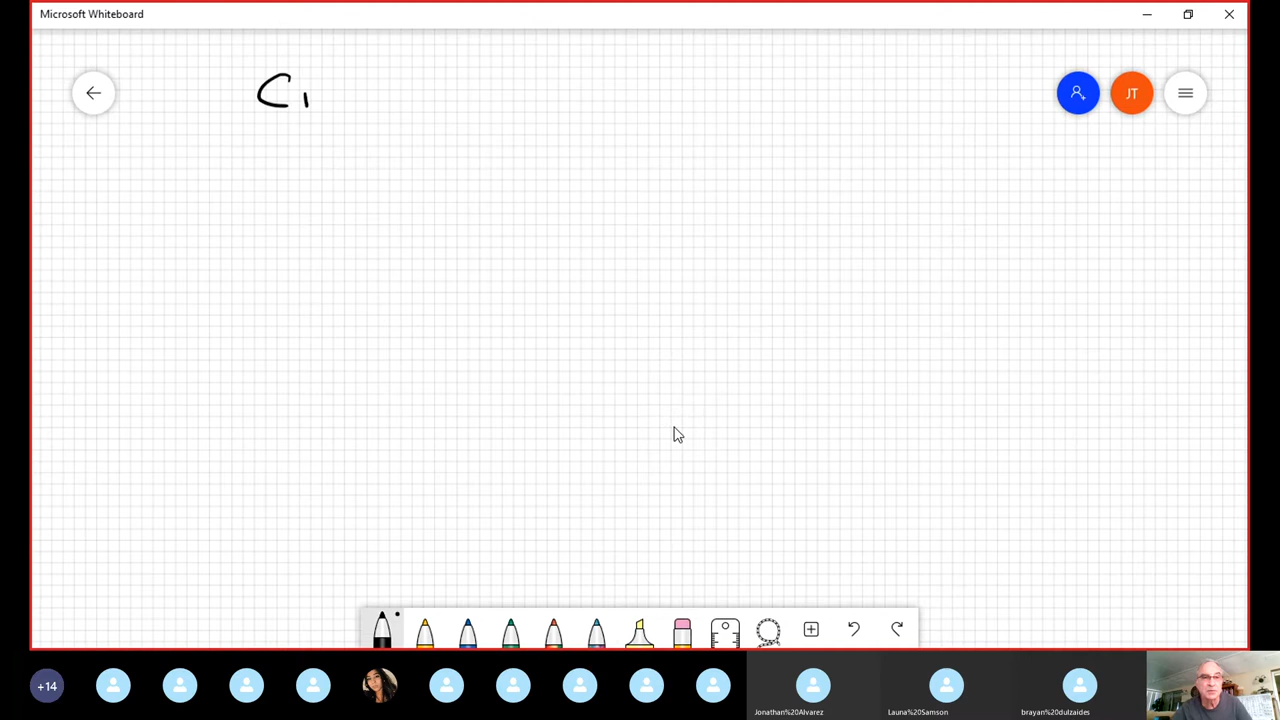 Microsoft Whiteboard
C1
JT
+14
Jonathan%20Alvarez
Launa%20Samson
brayan%20dulzaides